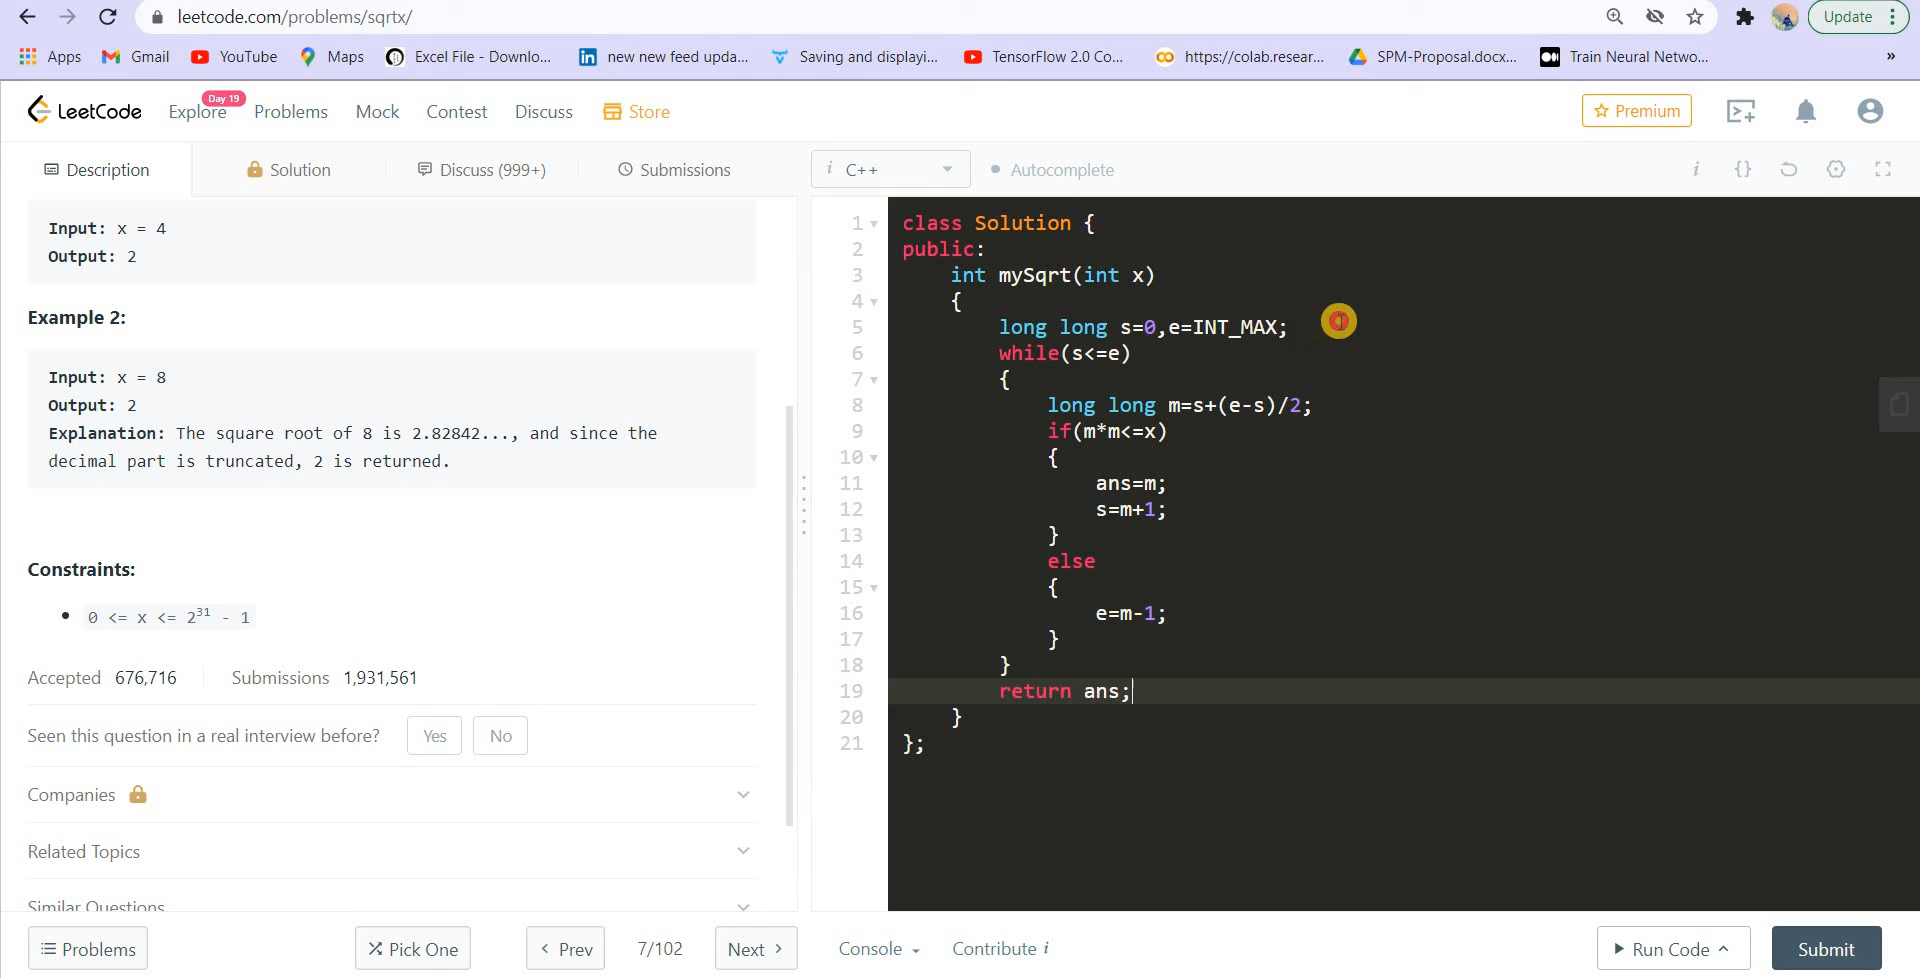 leetcode.com/problems/sqrtx/
Update
Apps
Gmail
YouTube
Maps
Excel File - Downlo...
new new feed upda...
Saving and displayi...
TensorFlow 2.0 Co...
https://colab.resear...
SPM-Proposal.docx...
Train Neural Netwo...
»
LeetCode
Explore
Day 19
Problems
Mock
Contest
Discuss
Store
Premium
Description
Solution
Discuss (999+)
Submissions
i C++
Autocomplete
i {}
Input: x = 4
Output: 2
Example 2:
Input: x = 8
Output: 2
Explanation: The square root of 8 is 2.82842..., and since the
decimal part is truncated, 2 is returned.
Constraints:
0 <= x <= 2³¹ - 1
Accepted 676,716 Submissions 1,931,561
Seen this question in a real interview before? Yes No
Companies
Related Topics
Similar Questions
Problems
Pick One
< Prev
7/102
Next >
1 class Solution {
2 public:
3     int mySqrt(int x)
4     {
5         long long s=0,e=INT_MAX;
6         while(s<=e)
7         {
8             long long m=s+(e-s)/2;
9             if(m*m<=x)
10             {
11                 ans=m;
12                 s=m+1;
13             }
14             else
15             {
16                 e=m-1;
17             }
18         }
19         return ans;
20     }
21 };
Console
Contribute i
Run Code
Submit